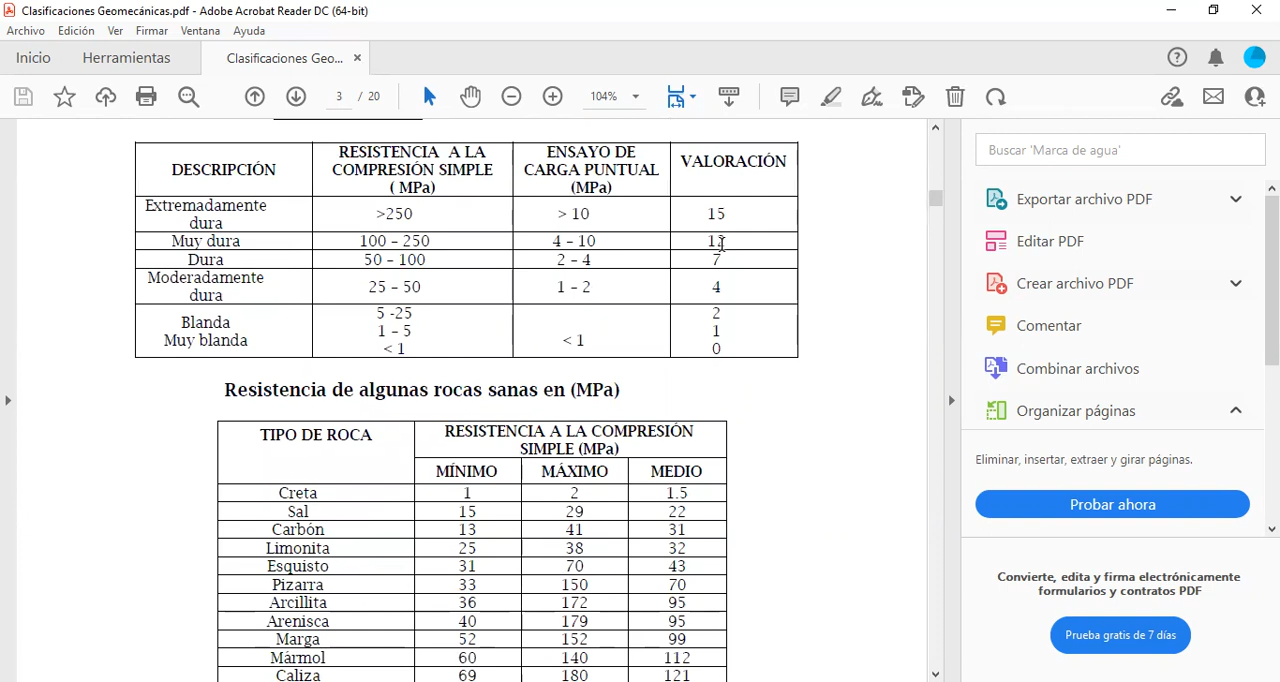 Clasificaciones Geomecánicas.pdf - Adobe Acrobat Reader DC (64-bit)
Archivo Edición Ver Firmar Ventana Ayuda
Inicio Herramientas Clasificaciones Geo... ×
3 / 20 104%
DESCRIPCIÓN RESISTENCIA A LA COMPRESIÓN SIMPLE ( MPa) ENSAYO DE CARGA PUNTUAL (MPa) VALORACIÓN
Extremadamente dura >250 > 10 15
Muy dura 100 – 250 4 – 10 12
Dura 50 – 100 2 – 4 7
Moderadamente dura 25 – 50 1 – 2 4
Blanda 5 -25 2
Muy blanda 1 – 5 < 1 1
< 1 0
Resistencia de algunas rocas sanas en (MPa)
TIPO DE ROCA RESISTENCIA A LA COMPRESIÓN SIMPLE (MPa)
MÍNIMO MÁXIMO MEDIO
Creta 1 2 1.5
Sal 15 29 22
Carbón 13 41 31
Limonita 25 38 32
Esquisto 31 70 43
Pizarra 33 150 70
Arcillita 36 172 95
Arenisca 40 179 95
Marga 52 152 99
Mármol 60 140 112
Caliza 69 180 121
Buscar 'Marca de agua'
Exportar archivo PDF
Editar PDF
Crear archivo PDF
Comentar
Combinar archivos
Organizar páginas
Eliminar, insertar, extraer y girar páginas.
Probar ahora
Convierte, edita y firma electrónicamente
formularios y contratos PDF
Prueba gratis de 7 días